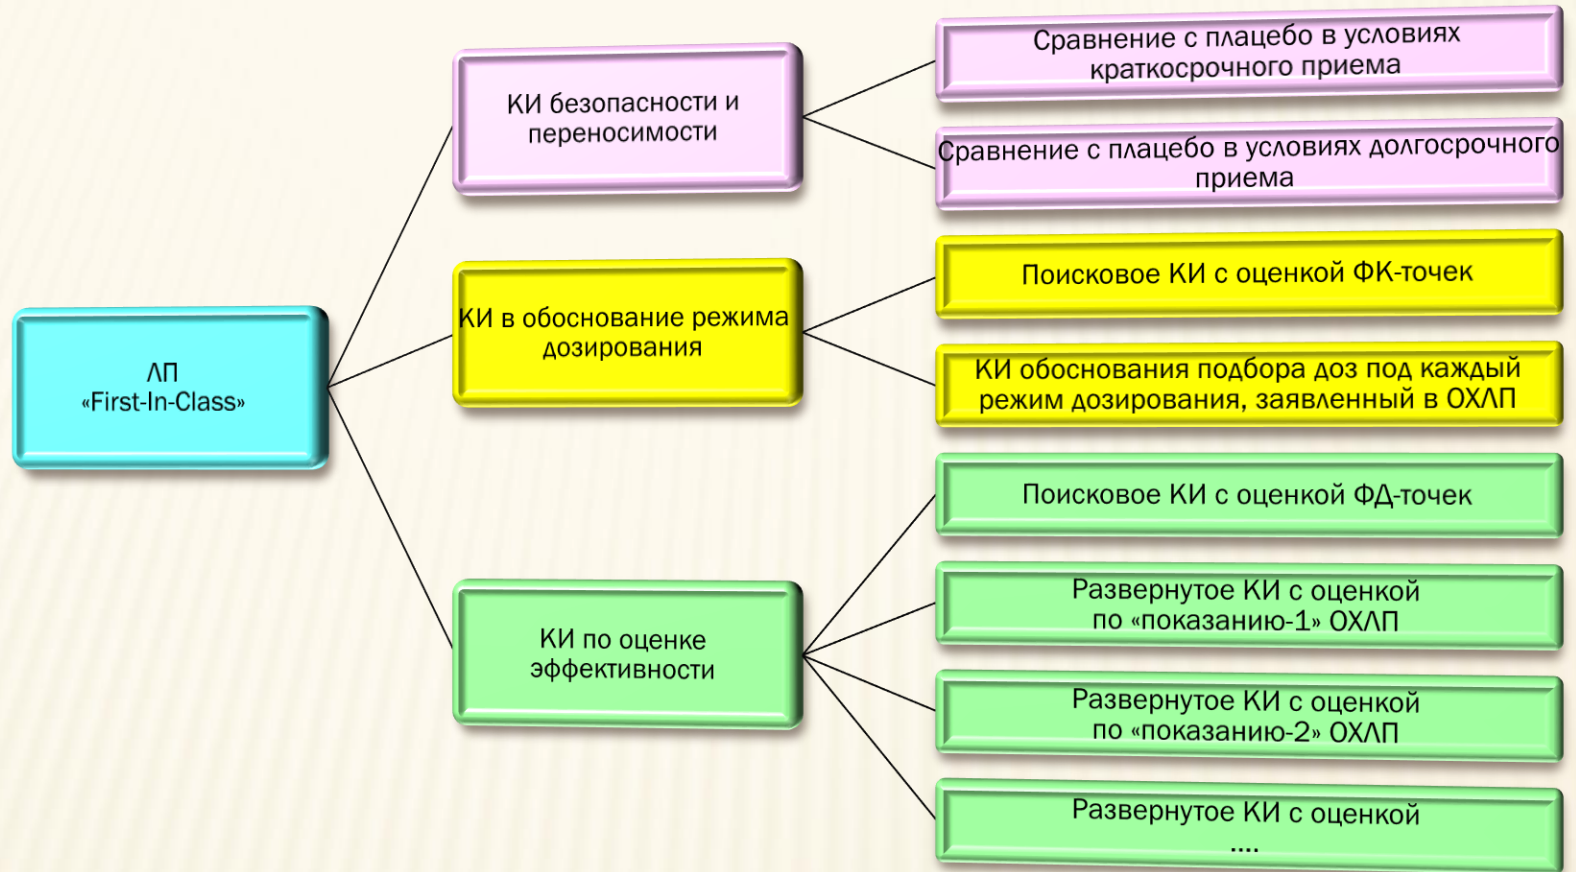 ЛП
«First-In-Class»
КИ безопасности и
переносимости
Сравнение с плацебо в условиях
краткосрочного приема
Сравнение с плацебо в условиях долгосрочного
приема
КИ в обоснование режима
дозирования
Поисковое КИ с оценкой ФК-точек
КИ обоснования подбора доз под каждый
режим дозирования, заявленный в ОХЛП
КИ по оценке
эффективности
Поисковое КИ с оценкой ФД-точек
Развернутое КИ с оценкой
по «показанию-1» ОХЛП
Развернутое КИ с оценкой
по «показанию-2» ОХЛП
Развернутое КИ с оценкой
....